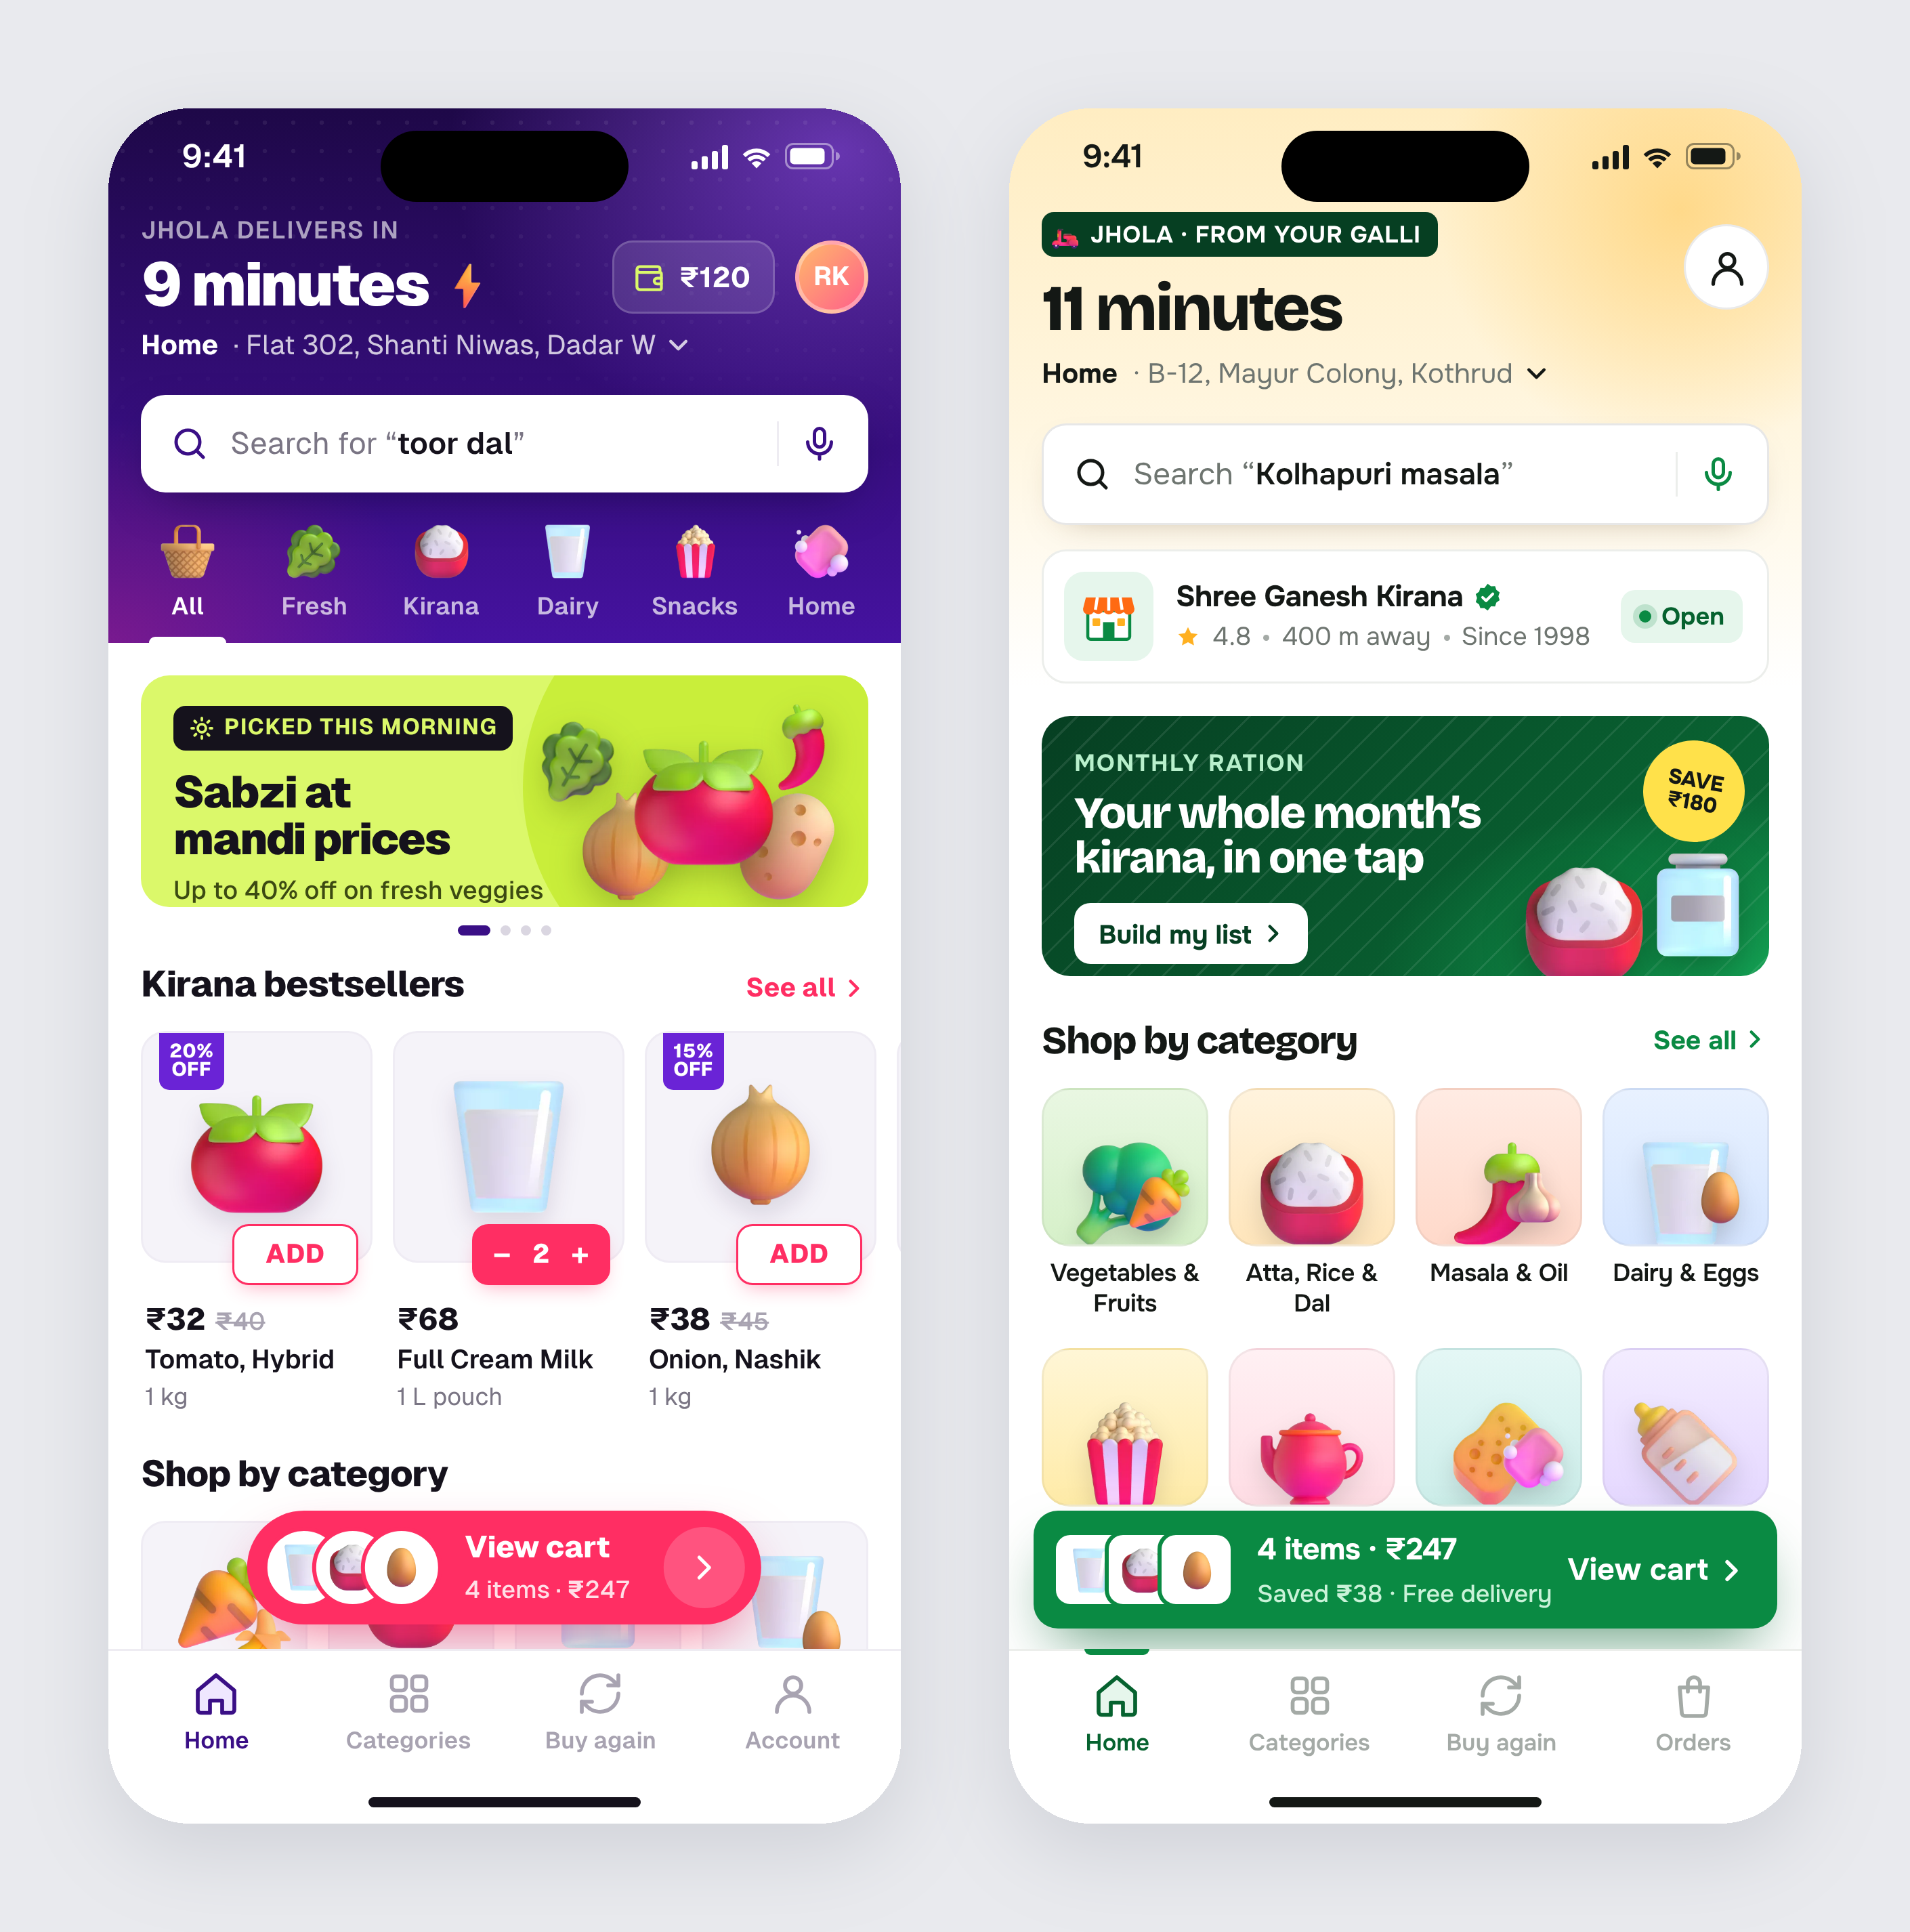 9:41
JHOLA DELIVERS IN
9 minutes
₹120
RK
Home · Flat 302, Shanti Niwas, Dadar W
Search for “toor dal”
All
Fresh
Kirana
Dairy
Snacks
Home
PICKED THIS MORNING
Sabzi at
mandi prices
Up to 40% off on fresh veggies
Kirana bestsellers
See all
20%
OFF
15%
OFF
ADD
− 2 +
ADD
₹32 ₹40
Tomato, Hybrid
1 kg
₹68
Full Cream Milk
1 L pouch
₹38 ₹45
Onion, Nashik
1 kg
Shop by category
View cart
4 items · ₹247
Home
Categories
Buy again
Account
9:41
JHOLA · FROM YOUR GALLI
11 minutes
Home · B-12, Mayur Colony, Kothrud
Search “Kolhapuri masala”
Shree Ganesh Kirana
4.8 • 400 m away • Since 1998
Open
MONTHLY RATION
Your whole month’s
kirana, in one tap
Build my list
SAVE
₹180
Shop by category
See all
Vegetables &
Fruits
Atta, Rice &
Dal
Masala & Oil
Dairy & Eggs
4 items · ₹247
Saved ₹38 · Free delivery
View cart
Home
Categories
Buy again
Orders